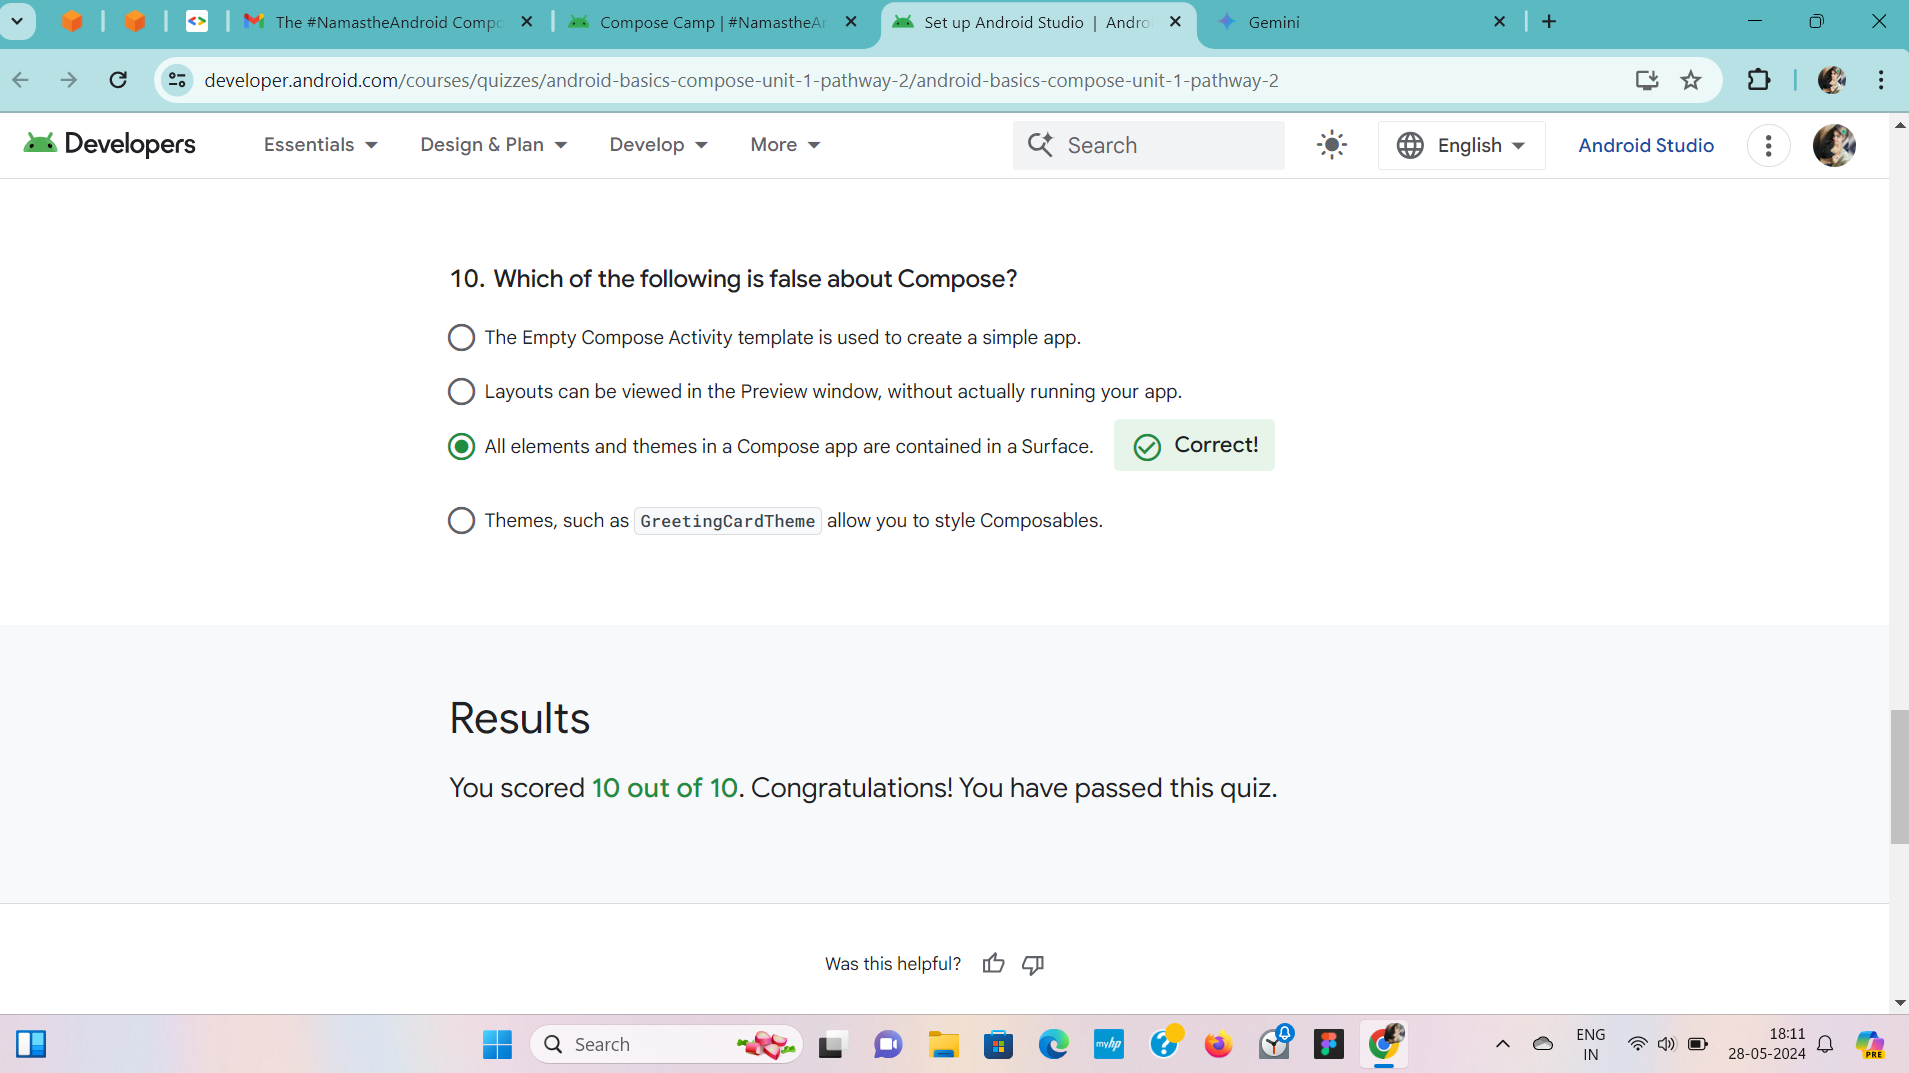 The #NamastheAndroid Compo
Compose Camp | #NamastheAn
Set up Android Studio | Andro
Gemini
developer.android.com/courses/quizzes/android-basics-compose-unit-1-pathway-2/android-basics-compose-unit-1-pathway-2
Developers
Essentials
Design & Plan
Develop
More
Search
English
Android Studio
10. Which of the following is false about Compose?
The Empty Compose Activity template is used to create a simple app.
Layouts can be viewed in the Preview window, without actually running your app.
All elements and themes in a Compose app are contained in a Surface.
Correct!
Themes, such as GreetingCardTheme allow you to style Composables.
Results
You scored 10 out of 10. Congratulations! You have passed this quiz.
Was this helpful?
Search
myhp
ENG
IN
18:11
28-05-2024
PRE